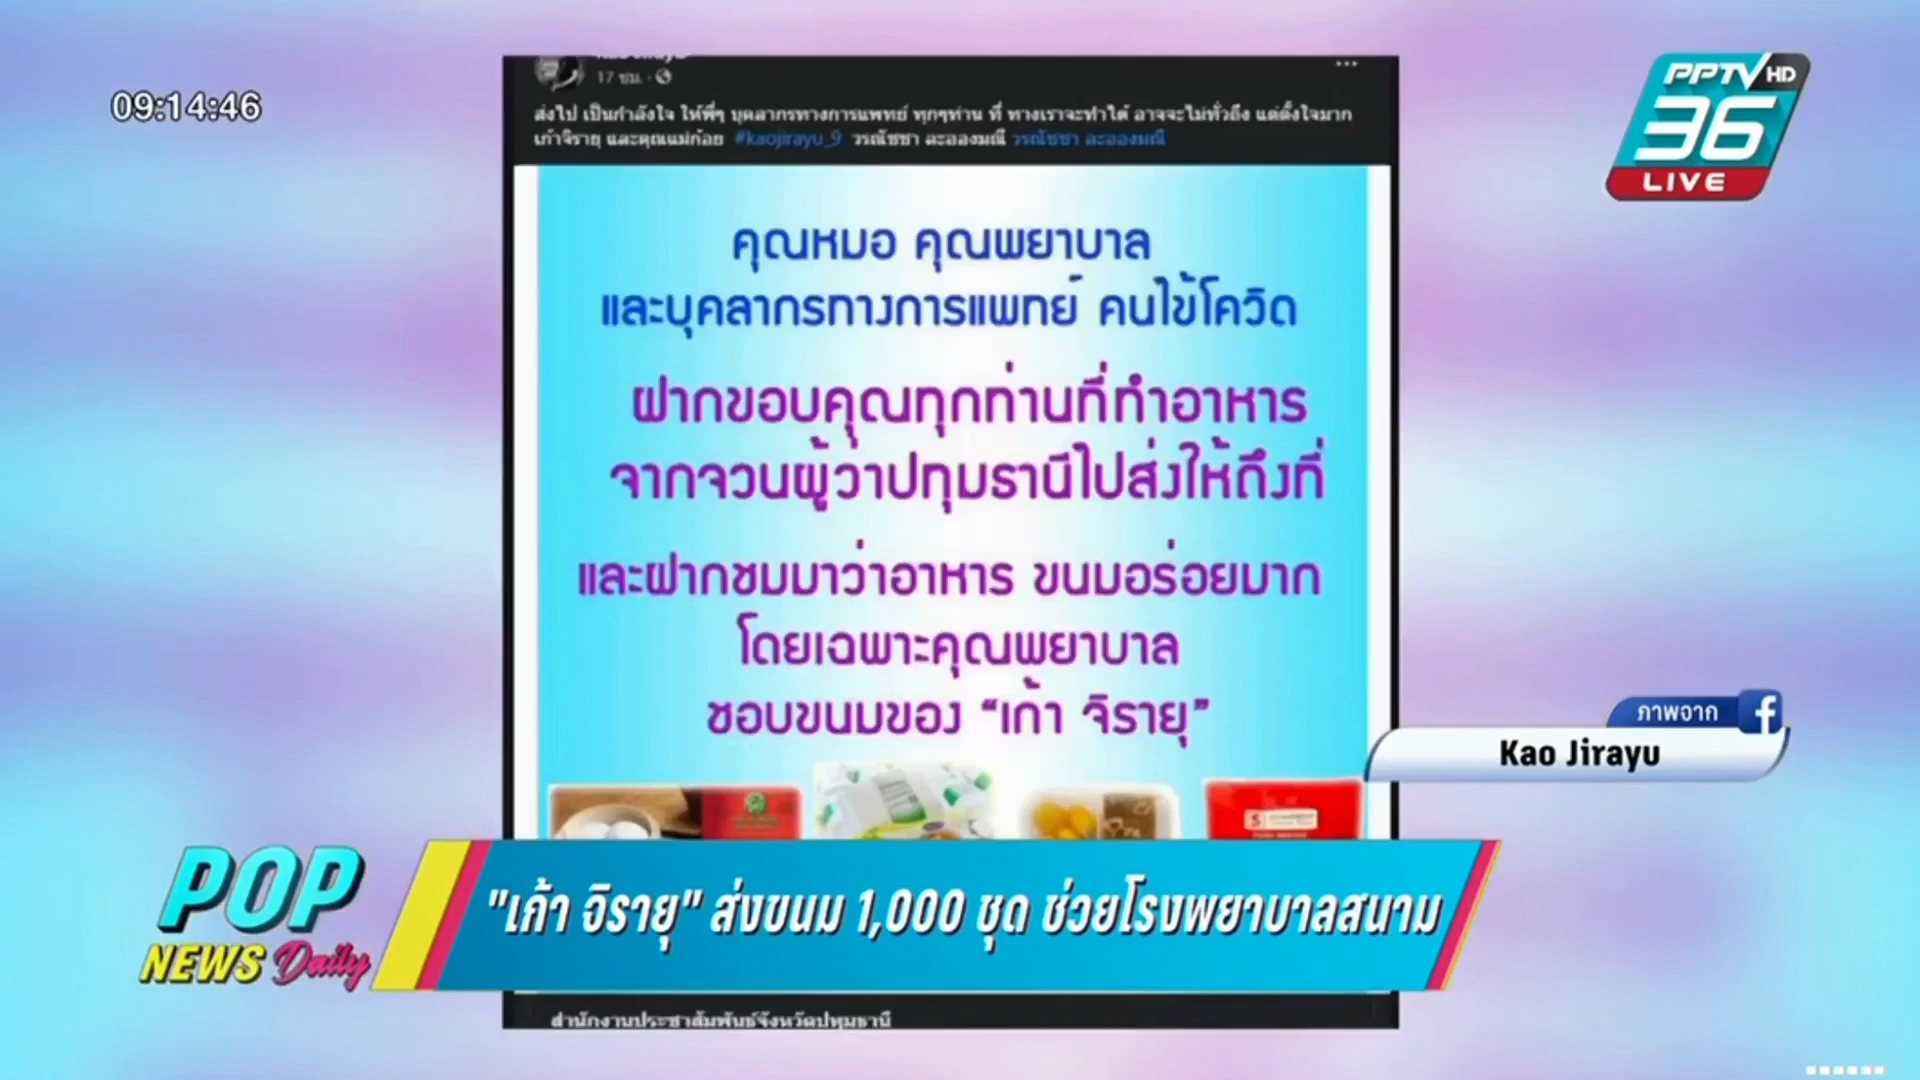 09:14:46
PPTV HD
36
LIVE
17 ชม.
ส่งไป เป็นกำลังใจ ให้พี่ๆ บุคลากรทางการแพทย์ ทุกๆท่าน ที่ ทางเราจะทำได้ อาจจะไม่ทั่วถึง แต่ตั้งใจมาก
เก้าจิรายุ และคุณแม่ก้อย #kaojirayu_9 วรณัชชา ละอองมณี วรณัชชา ละอองมณี
คุณหมอ คุณพยาบาล
และบุคลากรทางการแพทย์ คนไข้โควิด
ฝากขอบคุณทุกท่านที่ทำอาหาร
จากจวนผู้ว่าปทุมธานีไปส่งให้ถึงที่
และฝากชมมาว่าอาหาร ขนมอร่อยมาก
โดยเฉพาะคุณพยาบาล
ชอบขนมของ “เก้า จิรายุ”
ภาพจาก f
Kao Jirayu
POP
NEWS Daily
"เก้า จิรายุ" ส่งขนม 1,000 ชุด ช่วยโรงพยาบาลสนาม
สำนักงานประชาสัมพันธ์จังหวัดปทุมธานี